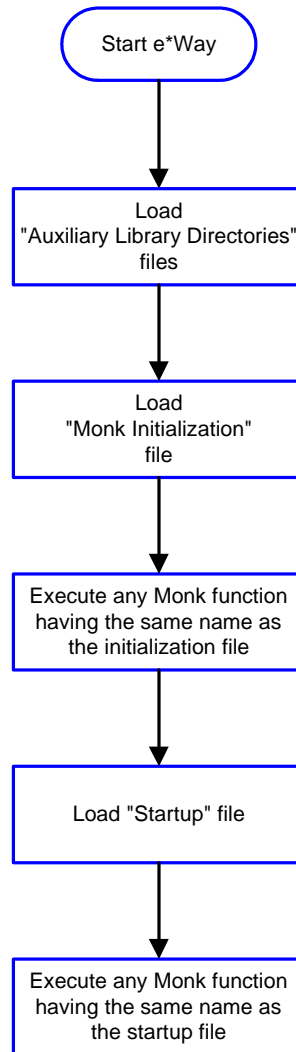 Start e*Way
Load
"Auxiliary Library Directories"
files
Load
"Monk Initialization"
file
Execute any Monk function
having the same name as
the initialization file
Load "Startup" file
Execute any Monk function
having the same name as
the startup file